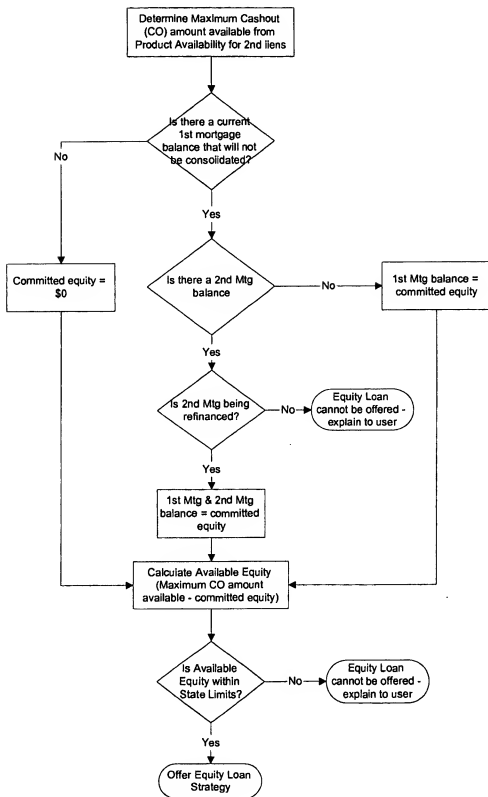 Determine Maximum Cashout
(CO) amount available from
Product Availability for 2nd liens
Is there a current
1st mortgage
balance that will not
be consolidated?
No
Yes
Committed equity =
$0
Is there a 2nd Mtg
balance
No
1st Mtg balance =
committed equity
Yes
Is 2nd Mtg being
refinanced?
No
Equity Loan
cannot be offered -
explain to user
Yes
1st Mtg & 2nd Mtg
balance = committed
equity
Calculate Available Equity
(Maximum CO amount
available - committed equity)
Is Available
Equity within
State Limits?
No
Equity Loan
cannot be offered -
explain to user
Yes
Offer Equity Loan
Strategy